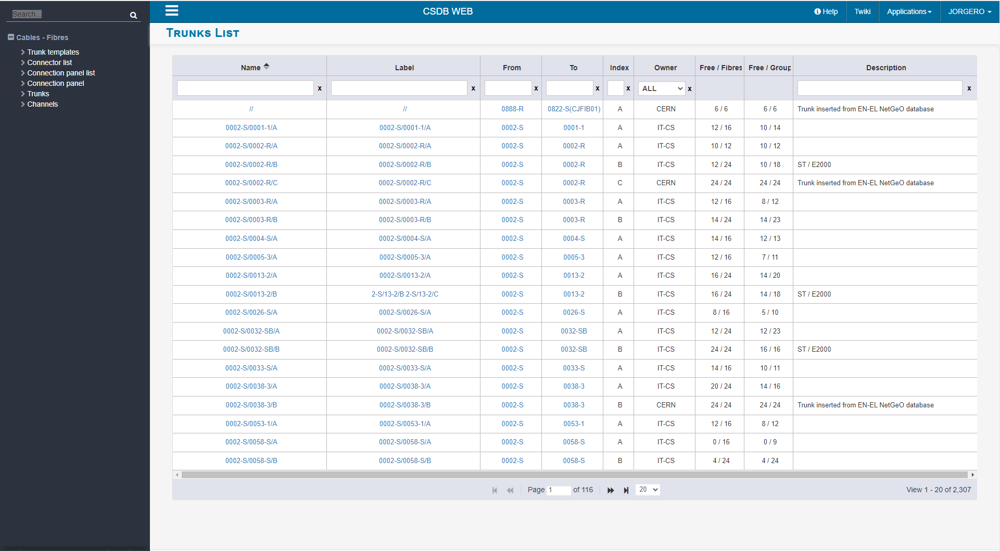 Search...
CSDB WEB
Help Twiki Applications JORGERO
Trunks List
Cables - Fibres
Trunk templates
Connector list
Connection panel list
Connection panel
Trunks
Channels
Name Label From To Index Owner Free / Fibres Free / Group Description
x x x x x ALL x x
// // 0888-R 0822-S(CJFIB01) A CERN 6 / 6 6 / 6 Trunk inserted from EN-EL NetGeO database
0002-S/0001-1/A 0002-S/0001-1/A 0002-S 0001-1 A IT-CS 12 / 16 10 / 14
0002-S/0002-R/A 0002-S/0002-R/A 0002-S 0002-R A IT-CS 10 / 12 10 / 12
0002-S/0002-R/B 0002-S/0002-R/B 0002-S 0002-R B IT-CS 12 / 24 10 / 18 ST / E2000
0002-S/0002-R/C 0002-S/0002-R/C 0002-S 0002-R C CERN 24 / 24 24 / 24 Trunk inserted from EN-EL NetGeO database
0002-S/0003-R/A 0002-S/0003-R/A 0002-S 0003-R A IT-CS 12 / 16 8 / 12
0002-S/0003-R/B 0002-S/0003-R/B 0002-S 0003-R B IT-CS 14 / 24 14 / 23
0002-S/0004-S/A 0002-S/0004-S/A 0002-S 0004-S A IT-CS 14 / 16 12 / 13
0002-S/0005-3/A 0002-S/0005-3/A 0002-S 0005-3 A IT-CS 12 / 16 7 / 11
0002-S/0013-2/A 0002-S/0013-2/A 0002-S 0013-2 A IT-CS 16 / 24 14 / 20
0002-S/0013-2/B 2-S/13-2/B 2-S/13-2/C 0002-S 0013-2 B IT-CS 16 / 24 14 / 18 ST / E2000
0002-S/0026-S/A 0002-S/0026-S/A 0002-S 0026-S A IT-CS 8 / 16 5 / 10
0002-S/0032-SB/A 0002-S/0032-SB/A 0002-S 0032-SB A IT-CS 12 / 24 12 / 23
0002-S/0032-SB/B 0002-S/0032-SB/B 0002-S 0032-SB B IT-CS 24 / 24 16 / 16 ST / E2000
0002-S/0033-S/A 0002-S/0033-S/A 0002-S 0033-S A IT-CS 14 / 16 10 / 11
0002-S/0038-3/A 0002-S/0038-3/A 0002-S 0038-3 A IT-CS 20 / 24 14 / 16
0002-S/0038-3/B 0002-S/0038-3/B 0002-S 0038-3 B CERN 24 / 24 24 / 24 Trunk inserted from EN-EL NetGeO database
0002-S/0053-1/A 0002-S/0053-1/A 0002-S 0053-1 A IT-CS 12 / 16 8 / 12
0002-S/0058-S/A 0002-S/0058-S/A 0002-S 0058-S A IT-CS 0 / 16 0 / 9
0002-S/0058-S/B 0002-S/0058-S/B 0002-S 0058-S B IT-CS 4 / 24 4 / 24
Page 1 of 116 20 View 1 - 20 of 2,307